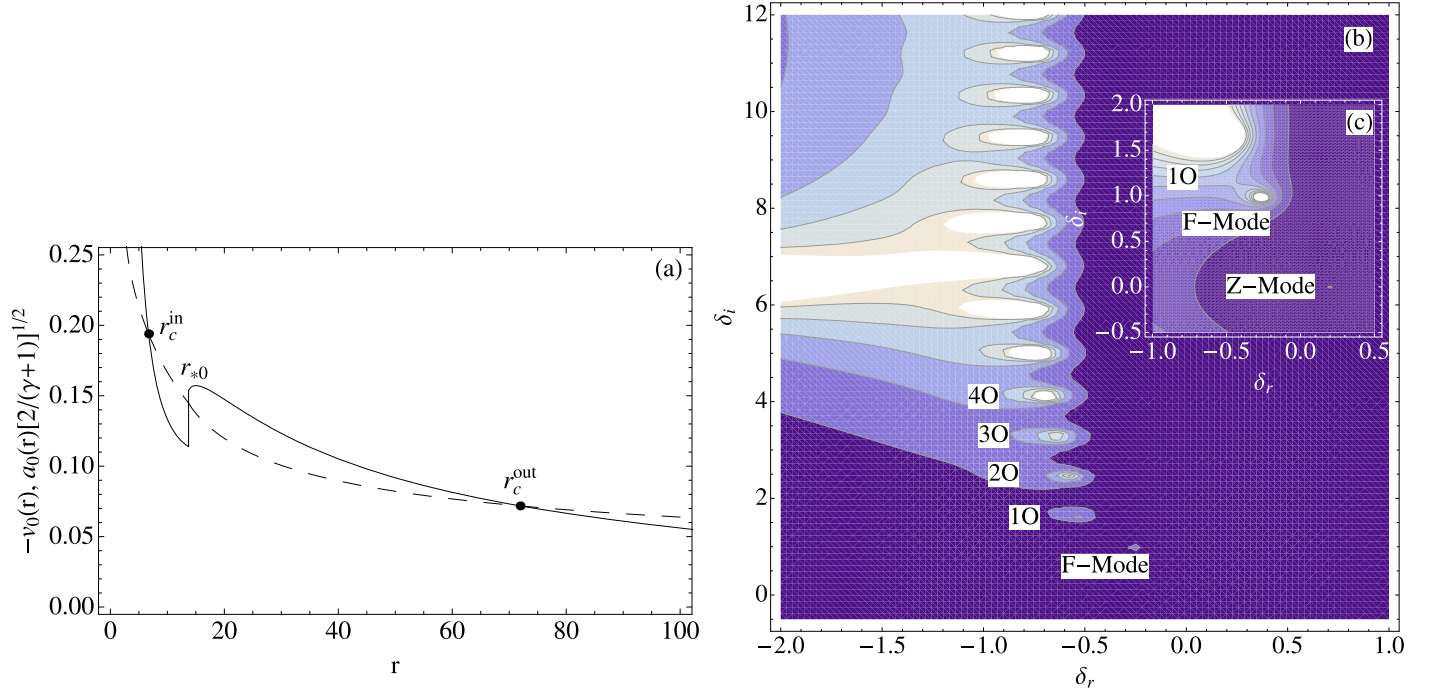 (a)
−v₀(r), a₀(r)[2/(γ+1)]^{1/2}
0.25
0.20
0.15
0.10
0.05
0.00
r_c^{in}
r_{*0}
r_c^{out}
0 20 40 60 80 100
r
(b)
δ_i
12
10
8
6
4
2
0
4O
3O
2O
1O
F−Mode
−2.0 −1.5 −1.0 −0.5 0.0 0.5 1.0
δ_r
(c)
δ_i
2.0
1.5
1.0
0.5
0.0
−0.5
1O
F−Mode
Z−Mode
−1.0 −0.5 0.0 0.5
δ_r